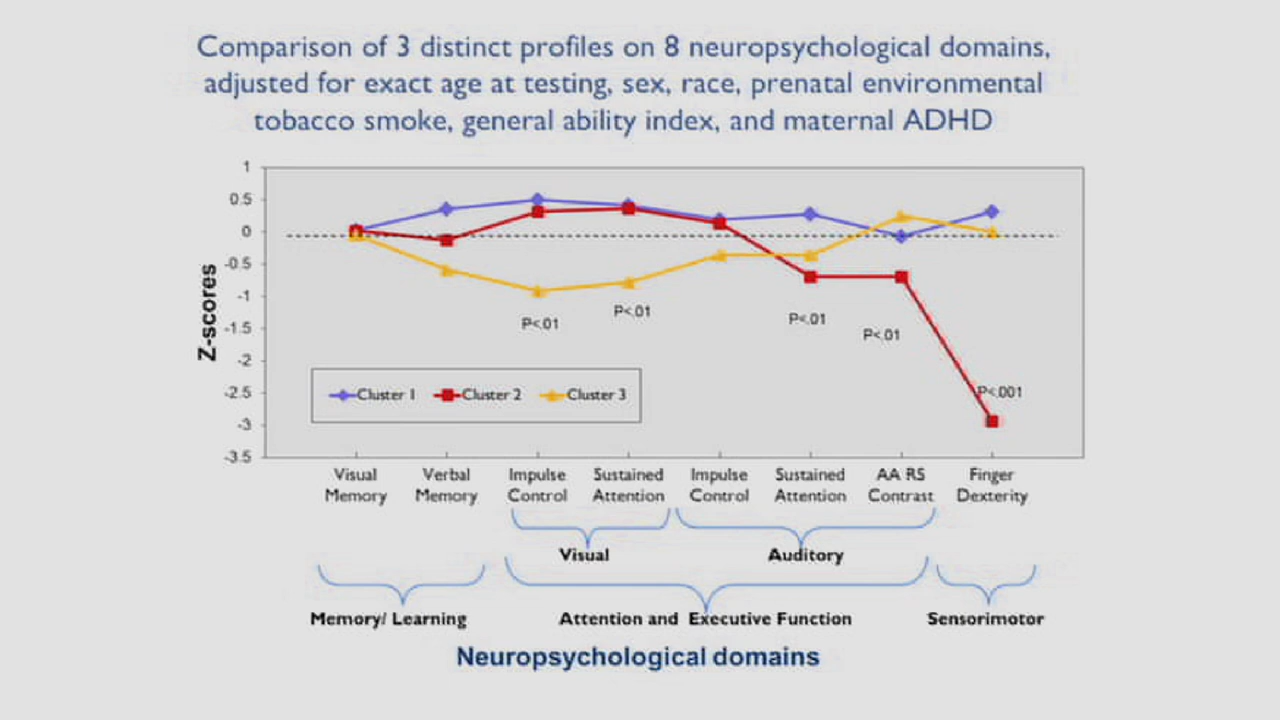 Comparison of 3 distinct profiles on 8 neuropsychological domains,
adjusted for exact age at testing, sex, race, prenatal environmental
tobacco smoke, general ability index, and maternal ADHD
1
0.5
0
-0.5
-1
-1.5
-2
-2.5
-3
-3.5
Z-scores
P<.01
P<.01
P<.01
P<.01
P<.001
Cluster 1
Cluster 2
Cluster 3
Visual
Memory
Verbal
Memory
Impulse
Control
Sustained
Attention
Impulse
Control
Sustained
Attention
AA RS
Contrast
Finger
Dexterity
Visual
Auditory
Memory/ Learning
Attention and Executive Function
Sensorimotor
Neuropsychological domains